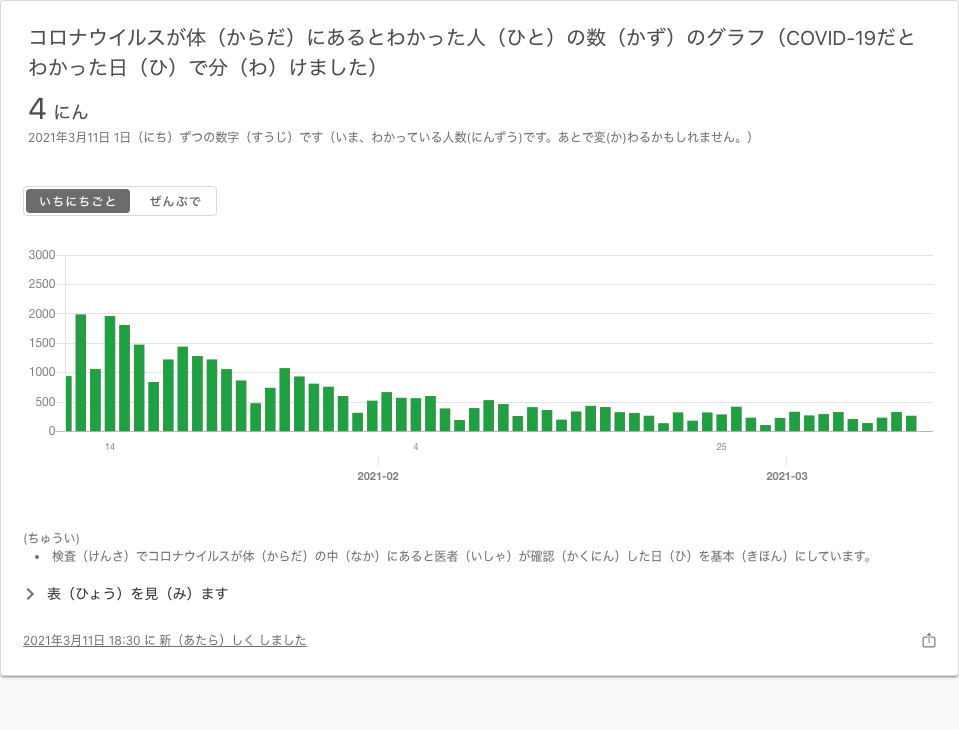 コロナウイルスが体（からだ）にあるとわかった人（ひと）の数（かず）のグラフ（COVID-19だと
わかった日（ひ）で分（わ）けました）
4 にん
2021年3月11日 1日（にち）ずつの数字（すうじ）です（いま、わかっている人数(にんずう)です。あとで変(か)わるかもしれません。）
いちにちごと ぜんぶで
3000
2500
2000
1500
1000
500
0
14 4 25
2021-02 2021-03
(ちゅうい)
• 検査（けんさ）でコロナウイルスが体（からだ）の中（なか）にあると医者（いしゃ）が確認（かくにん）した日（ひ）を基本（きほん）にしています。
表（ひょう）を見（み）ます
2021年3月11日 18:30 に 新（あたら）しく しました